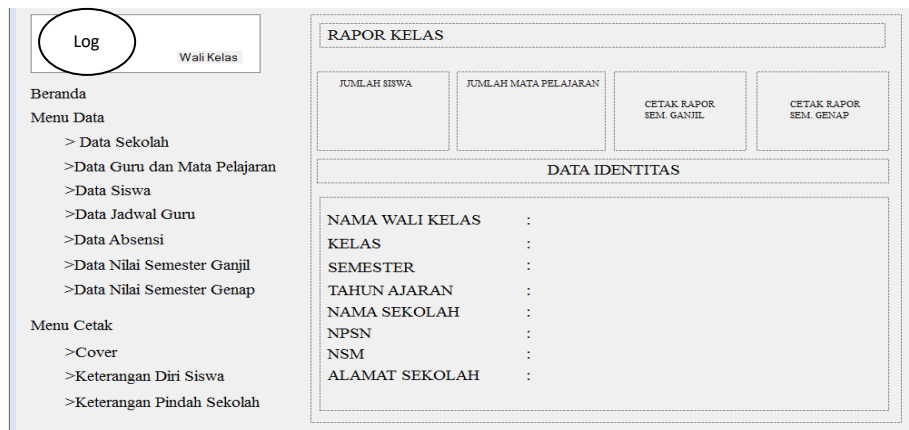 Log
Wali Kelas
Beranda
Menu Data
> Data Sekolah
>Data Guru dan Mata Pelajaran
>Data Siswa
>Data Jadwal Guru
>Data Absensi
>Data Nilai Semester Ganjil
>Data Nilai Semester Genap
Menu Cetak
>Cover
>Keterangan Diri Siswa
>Keterangan Pindah Sekolah
RAPOR KELAS
JUMLAH SISWA
JUMLAH MATA PELAJARAN
CETAK RAPOR
SEM. GANJIL
CETAK RAPOR
SEM. GENAP
DATA IDENTITAS
NAMA WALI KELAS :
KELAS :
SEMESTER :
TAHUN AJARAN :
NAMA SEKOLAH :
NPSN :
NSM :
ALAMAT SEKOLAH :